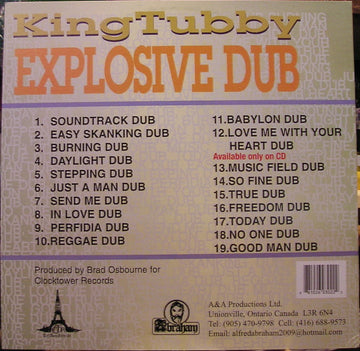 King Tubby
EXPLOSIVE DUB
1. SOUNDTRACK DUB
2. EASY SKANKING DUB
3. BURNING DUB
4. DAYLIGHT DUB
5. STEPPING DUB
6. JUST A MAN DUB
7. SEND ME DUB
8. IN LOVE DUB
9. PERFIDIA DUB
10. REGGAE DUB
11. BABYLON DUB
12. LOVE ME WITH YOUR
HEART DUB
Available only on CD
13. MUSIC FIELD DUB
14. SO FINE DUB
15. TRUE DUB
16. FREEDOM DUB
17. TODAY DUB
18. NO ONE DUB
19. GOOD MAN DUB
Produced by Brad Osbourne for
Clocktower Records
Abraham
A&A Productions Ltd.
Unionville, Ontario Canada L3R 6N4
Tel: (905) 470-9798 Cell: (416) 688-9573
Email: alfredabraham2009@hotmail.com